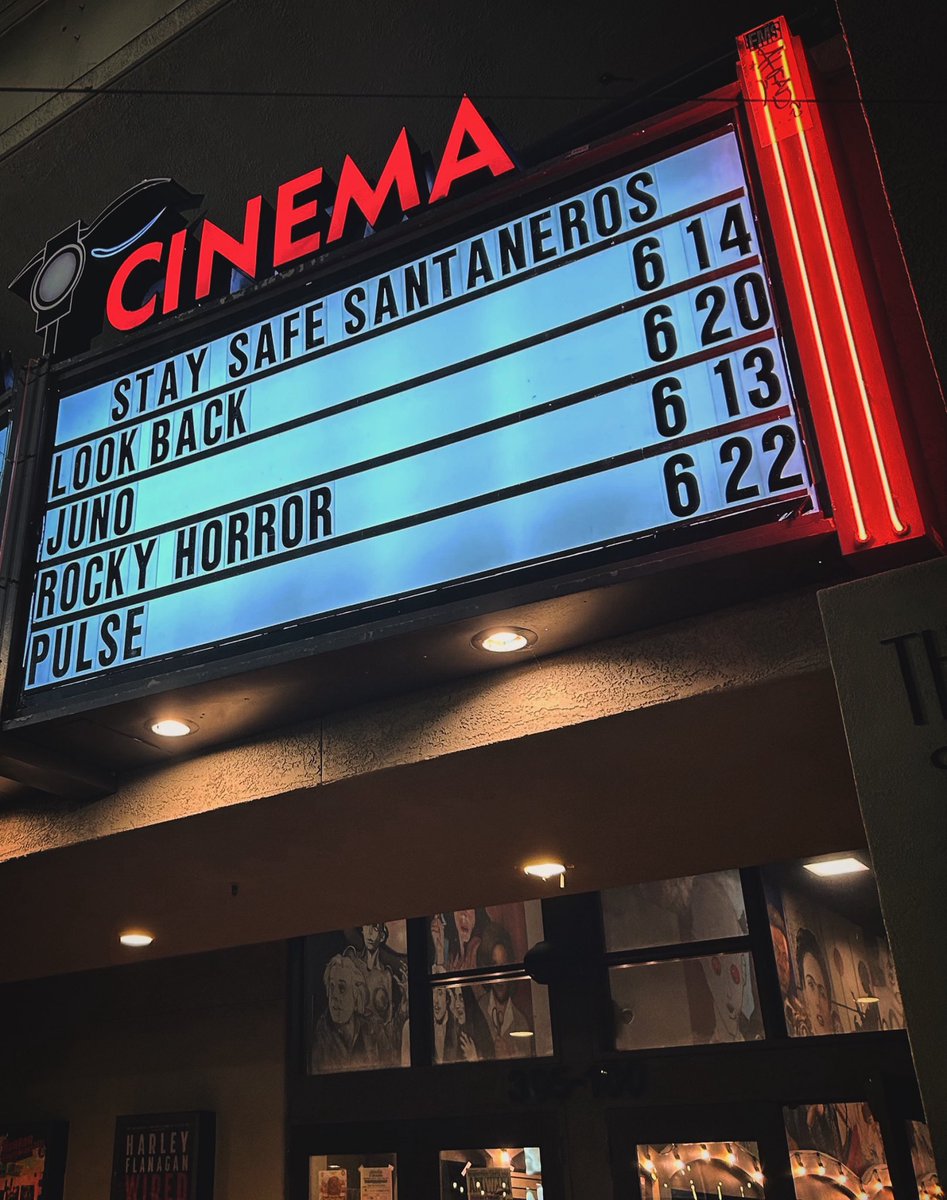 CINEMA
STAY SAFE SANTANEROS
LOOK BACK 6 14
JUNO 6 20
ROCKY HORROR 6 13
PULSE 6 22
HARLEY
FLANAGAN
WIRED